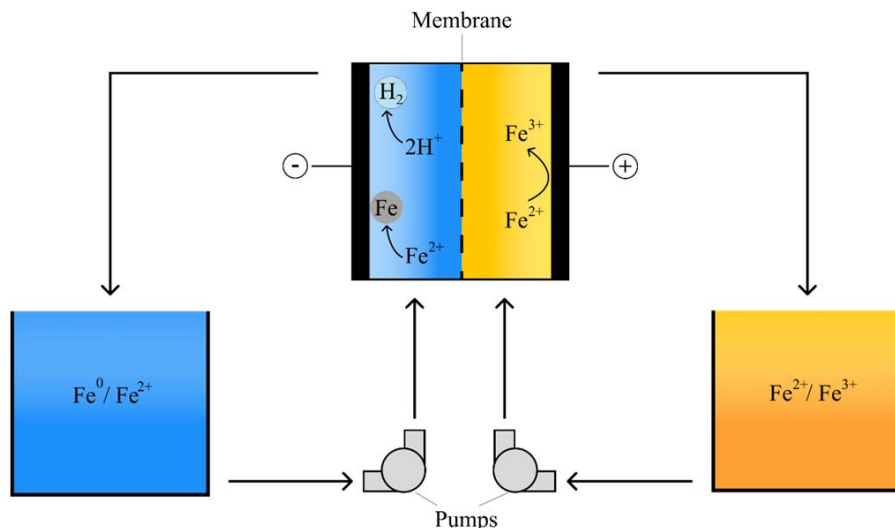 Membrane
H₂
2H⁺
Fe³⁺
-
+
Fe
Fe²⁺
Fe²⁺
Fe⁰/ Fe²⁺
Fe²⁺/ Fe³⁺
Pumps